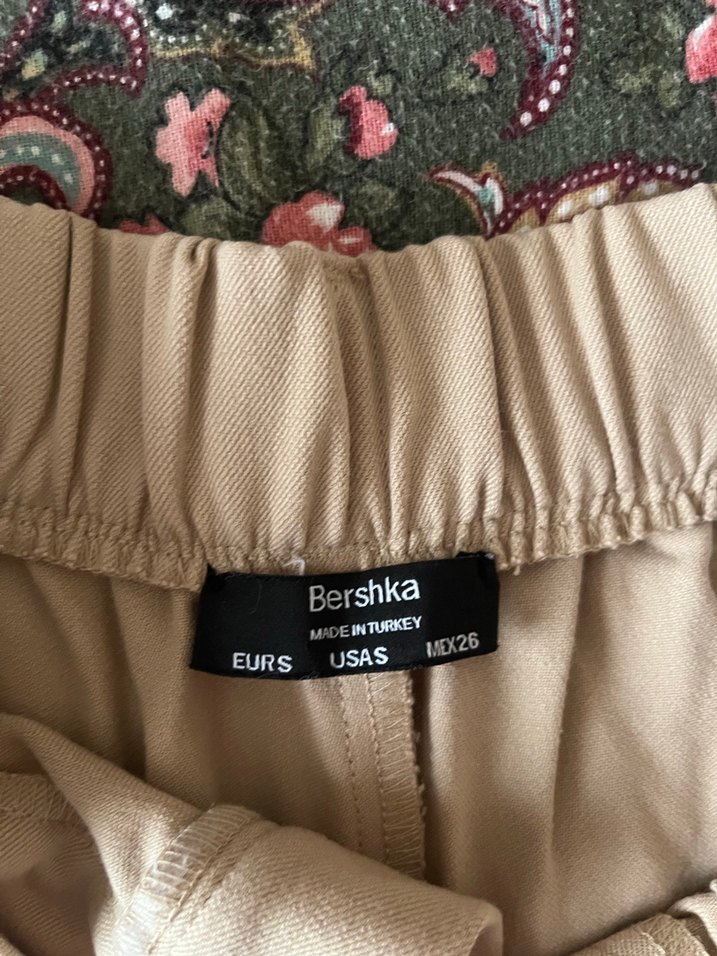 Bershka
MADE IN TURKEY
EUR S USA S MEX 26